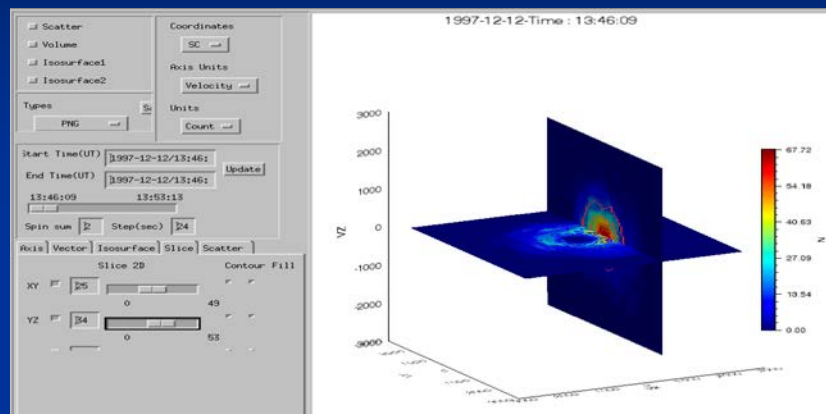 1997-12-12-Time : 13:46:09
Scatter
Volume
Isosurface1
Isosurface2
Types
PNG
Coordinates
SC
Axis Units
Velocity
Units
Count
Start Time(UT) 1997-12-12/13:46:
End Time(UT) 1997-12-12/13:46:
Update
13:46:09 13:53:13
Spin sum 2 Step(sec) 24
Axis Vector Isosurface Slice Scatter
Slice 2D Contour Fill
XY 25
0 49
YZ 34
0 53
3000
2000
1000
0
-1000
-2000
-3000
VZ
67.72
54.18
40.63
27.09
13.54
0.00
N